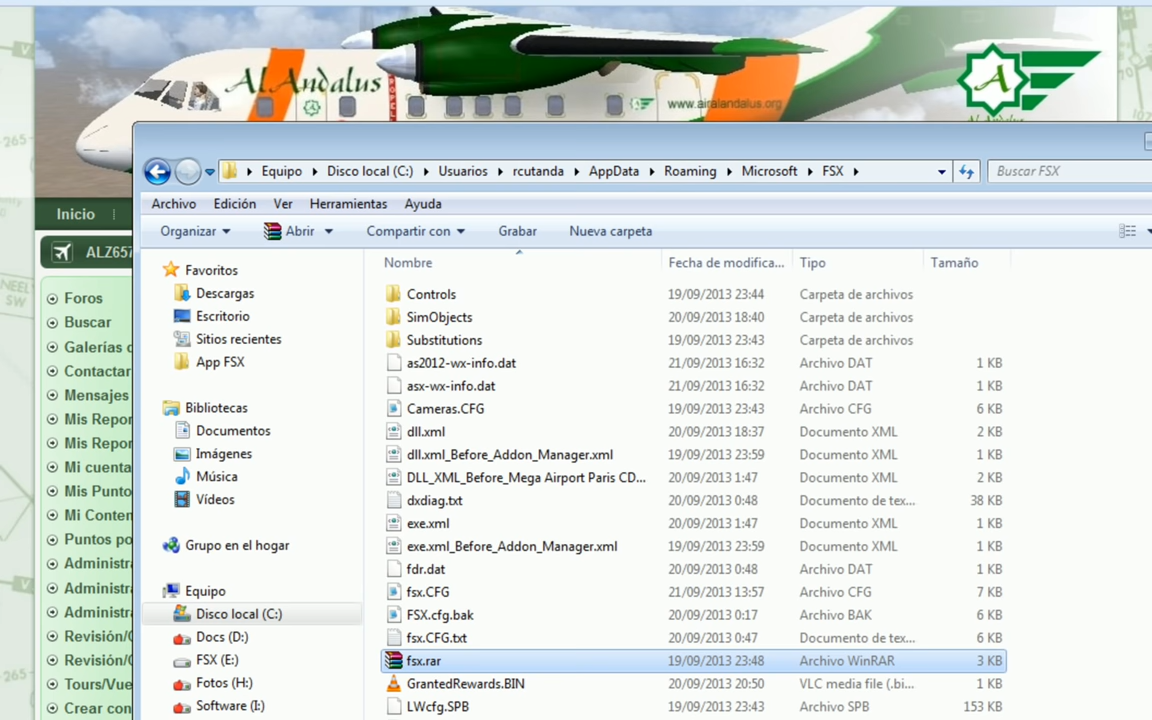 Al Andalus
www.airalandalus.org
A
Equipo Disco local (C:) Usuarios rcutanda AppData Roaming Microsoft FSX
Buscar FSX
Archivo Edición Ver Herramientas Ayuda
Organizar Abrir Compartir con Grabar Nueva carpeta
Inicio
ALZ657
Foros
Buscar
Galerías
Contactar
Mensajes
Mis Repor
Mis Repor
Mi cuenta
Mis Punto
Mi Conten
Puntos po
Administra
Administra
Administra
Revisión/
Revisión/
Tours/Vue
Crear con
Favoritos
Descargas
Escritorio
Sitios recientes
App FSX
Bibliotecas
Documentos
Imágenes
Música
Vídeos
Grupo en el hogar
Equipo
Disco local (C:)
Docs (D:)
FSX (E:)
Fotos (H:)
Software (I:)
Nombre Fecha de modifica... Tipo Tamaño
Controls 19/09/2013 23:44 Carpeta de archivos
SimObjects 20/09/2013 18:40 Carpeta de archivos
Substitutions 19/09/2013 23:43 Carpeta de archivos
as2012-wx-info.dat 21/09/2013 16:32 Archivo DAT 1 KB
asx-wx-info.dat 21/09/2013 16:32 Archivo DAT 1 KB
Cameras.CFG 19/09/2013 23:43 Archivo CFG 6 KB
dll.xml 20/09/2013 18:37 Documento XML 2 KB
dll.xml_Before_Addon_Manager.xml 19/09/2013 23:59 Documento XML 1 KB
DLL_XML_Before_Mega Airport Paris CD... 20/09/2013 1:47 Documento XML 2 KB
dxdiag.txt 20/09/2013 0:48 Documento de tex... 38 KB
exe.xml 20/09/2013 1:47 Documento XML 1 KB
exe.xml_Before_Addon_Manager.xml 19/09/2013 23:59 Documento XML 1 KB
fdr.dat 20/09/2013 0:48 Archivo DAT 1 KB
fsx.CFG 21/09/2013 13:57 Archivo CFG 7 KB
FSX.cfg.bak 20/09/2013 0:17 Archivo BAK 6 KB
fsx.CFG.txt 20/09/2013 0:47 Documento de tex... 6 KB
fsx.rar 19/09/2013 23:48 Archivo WinRAR 3 KB
GrantedRewards.BIN 20/09/2013 20:50 VLC media file (.bi... 1 KB
LWcfg.SPB 19/09/2013 23:43 Archivo SPB 153 KB